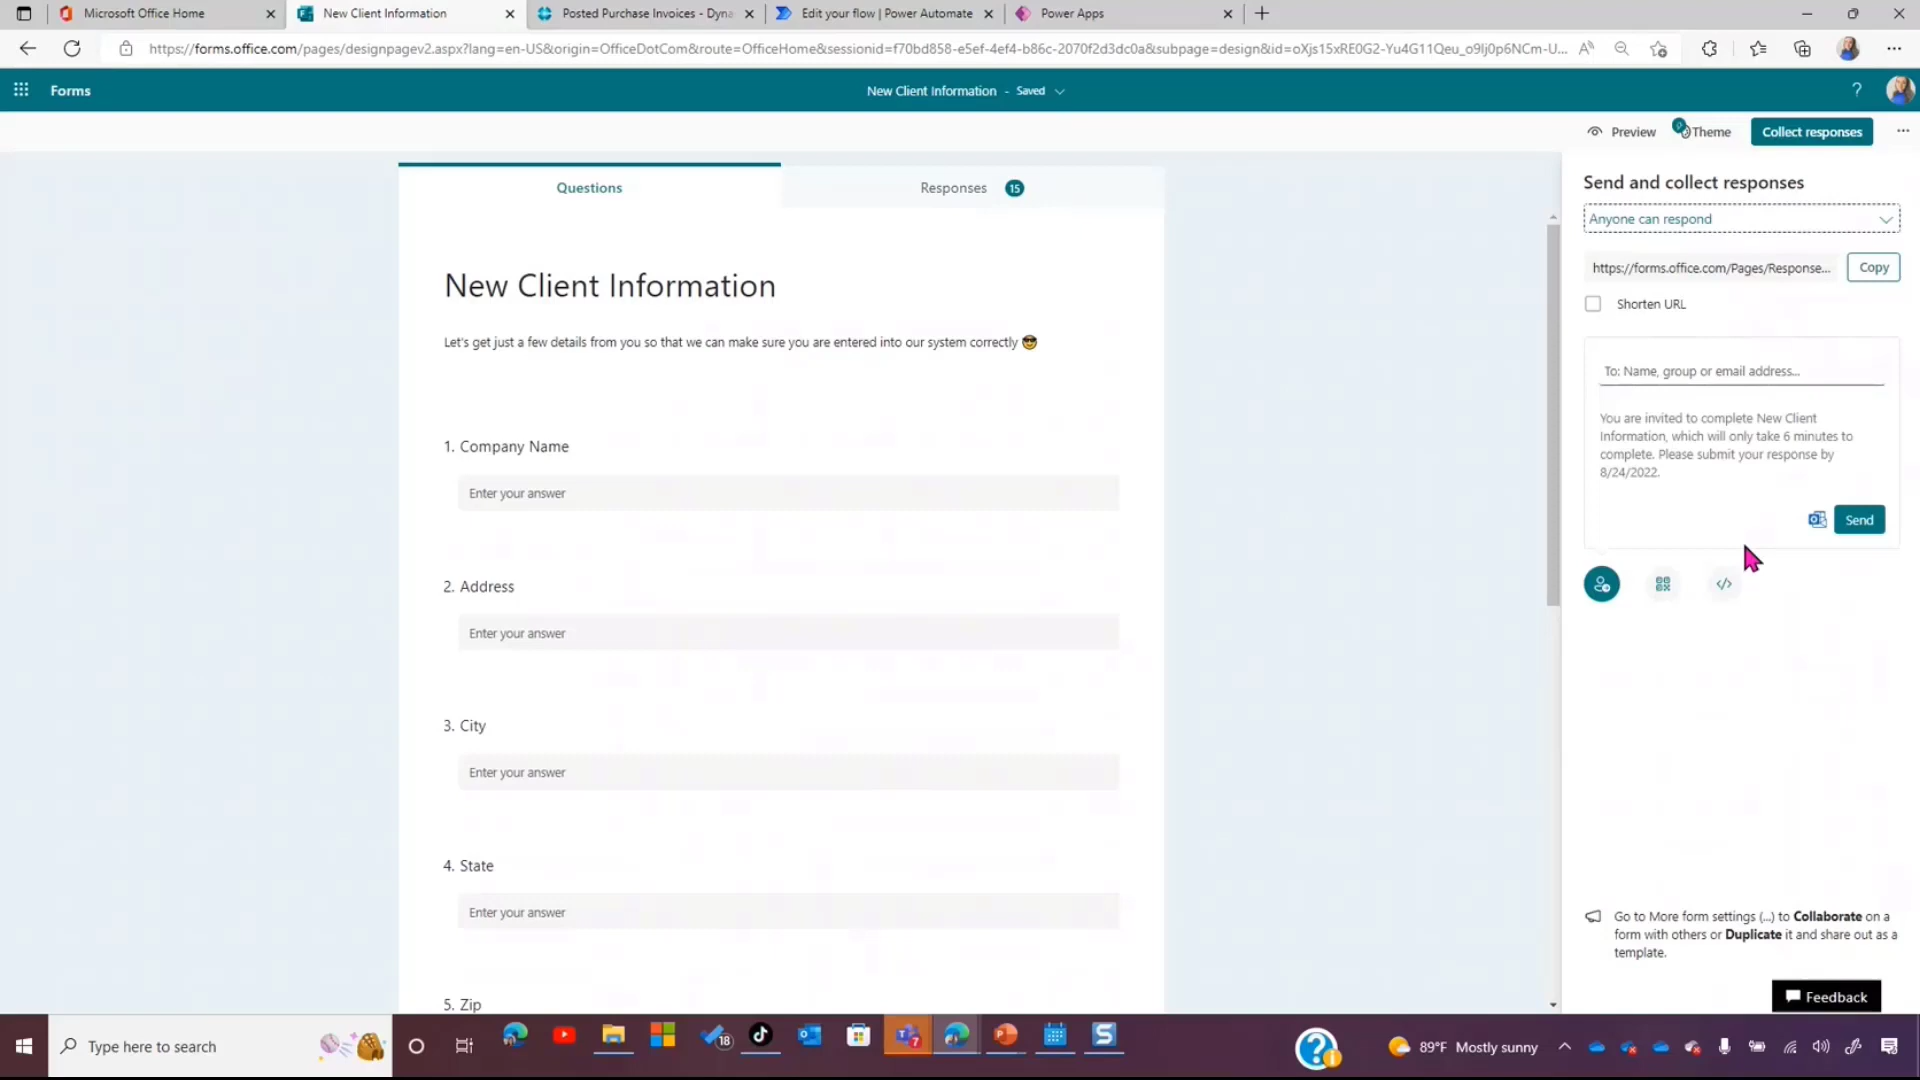 Microsoft Office Home
New Client Information
Posted Purchase Invoices - Dyna
Edit your flow | Power Automate
Power Apps
https://forms.office.com/pages/designpagev2.aspx?lang=en-US&origin=OfficeDotCom&route=OfficeHome&sessionid=f70bd858-e5ef-4ef4-b86c-2070f2d3dc0a&subpage=design&id=oXjs15xRE0G2-Yu4G11Qeu_o9Ij0p6NCm-U...
Forms
New Client Information - Saved
?
Preview
Theme
Collect responses
Questions
Responses 15
New Client Information
Let's get just a few details from you so that we can make sure you are entered into our system correctly 😎
1. Company Name
Enter your answer
2. Address
Enter your answer
3. City
Enter your answer
4. State
Enter your answer
5. Zip
Send and collect responses
Anyone can respond
https://forms.office.com/Pages/Response...
Copy
Shorten URL
To: Name, group or email address...
You are invited to complete New Client
Information, which will only take 6 minutes to
complete. Please submit your response by
8/24/2022.
Send
Go to More form settings (...) to Collaborate on a
form with others or Duplicate it and share out as a
template.
Feedback
Type here to search
18
7
89°F Mostly sunny